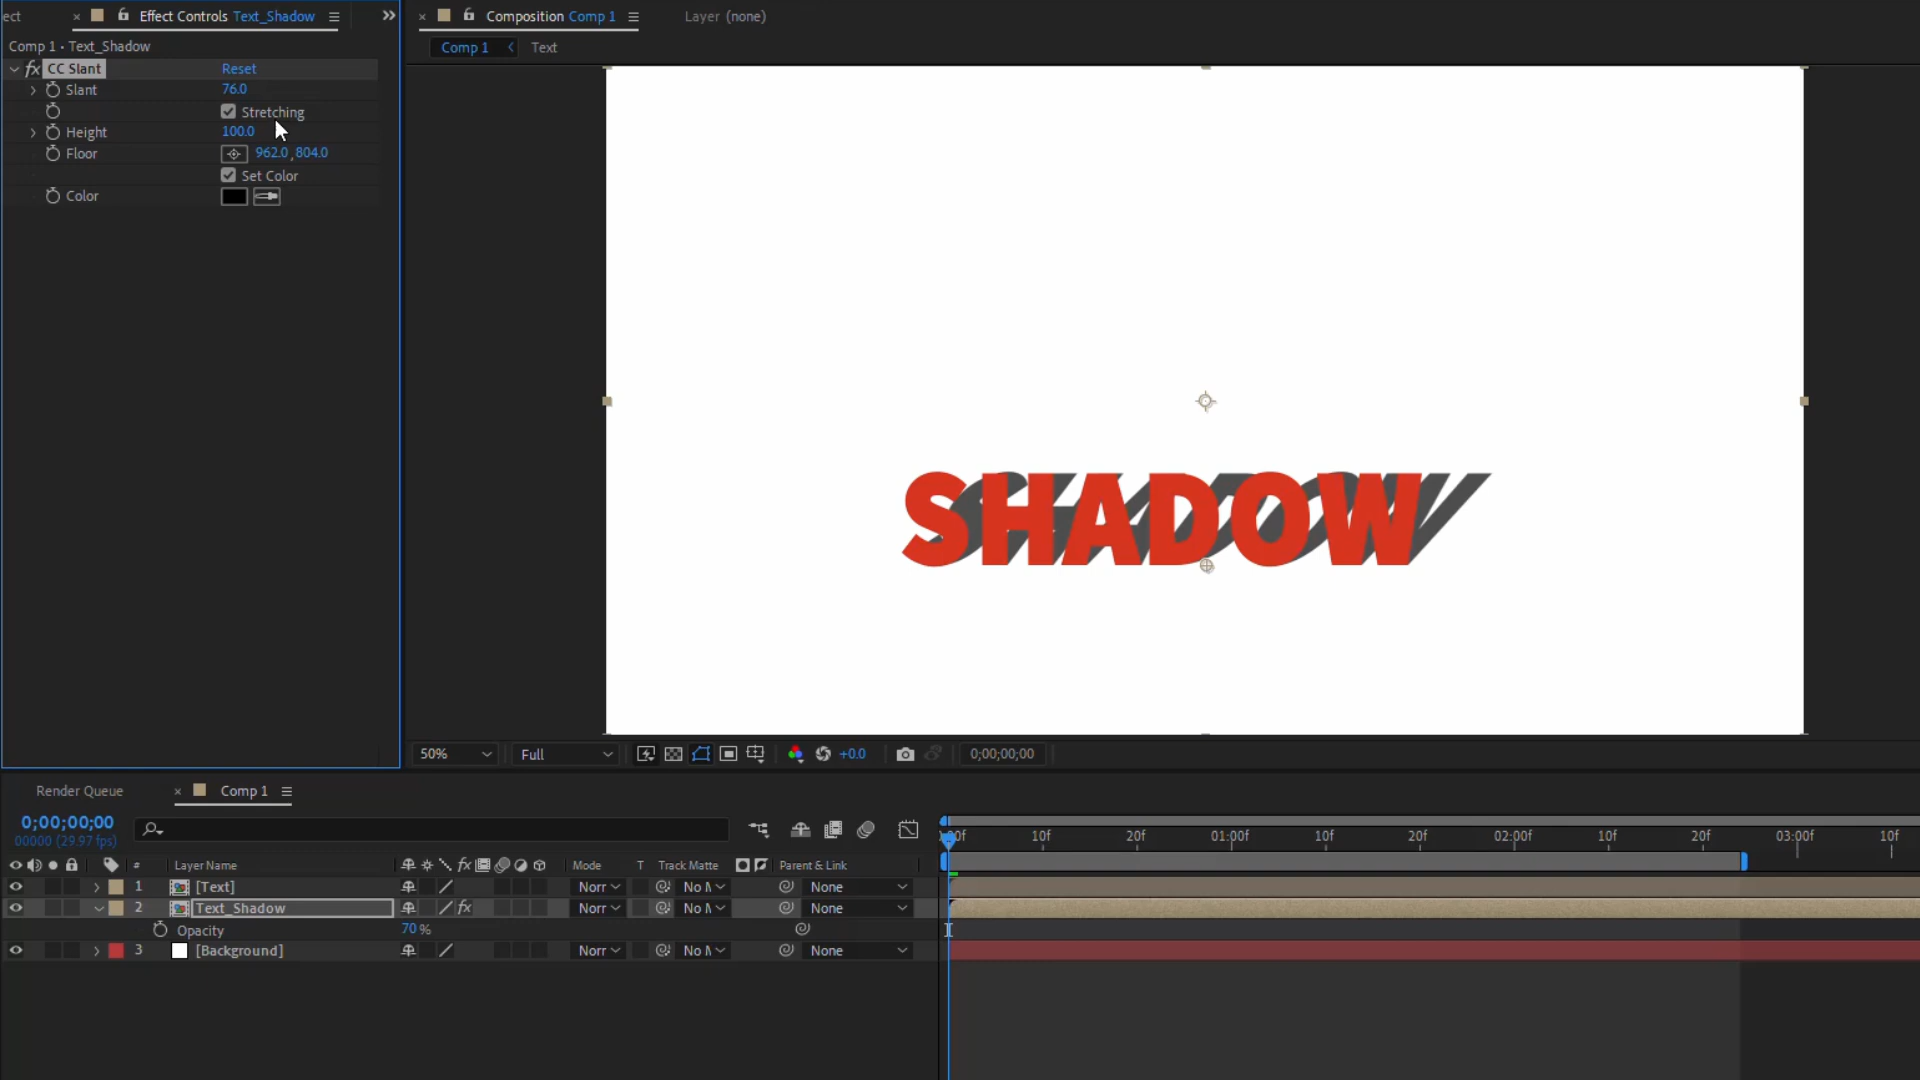 ect
× Effect Controls Text_Shadow ☰ »
× Composition Comp 1 ☰
Layer (none)
Comp 1 · Text_Shadow
Comp 1 < Text
fx CC Slant Reset
Slant 76.0
Stretching
Height 100.0
Floor 962.0 , 804.0
Set Color
Color
SHADOW
50% Full +0.0 0;00;00;00
Render Queue × Comp 1 ☰
0;00;00;00
00000 (29.97 fps)
00f 10f 20f 01:00f 10f 20f 02:00f 10f 20f 03:00f 10f
# Layer Name fx Mode T Track Matte Parent & Link
1 [Text] Norr No M None
2 Text_Shadow fx Norr No M None
Opacity 70 %
3 [Background] Norr No M None